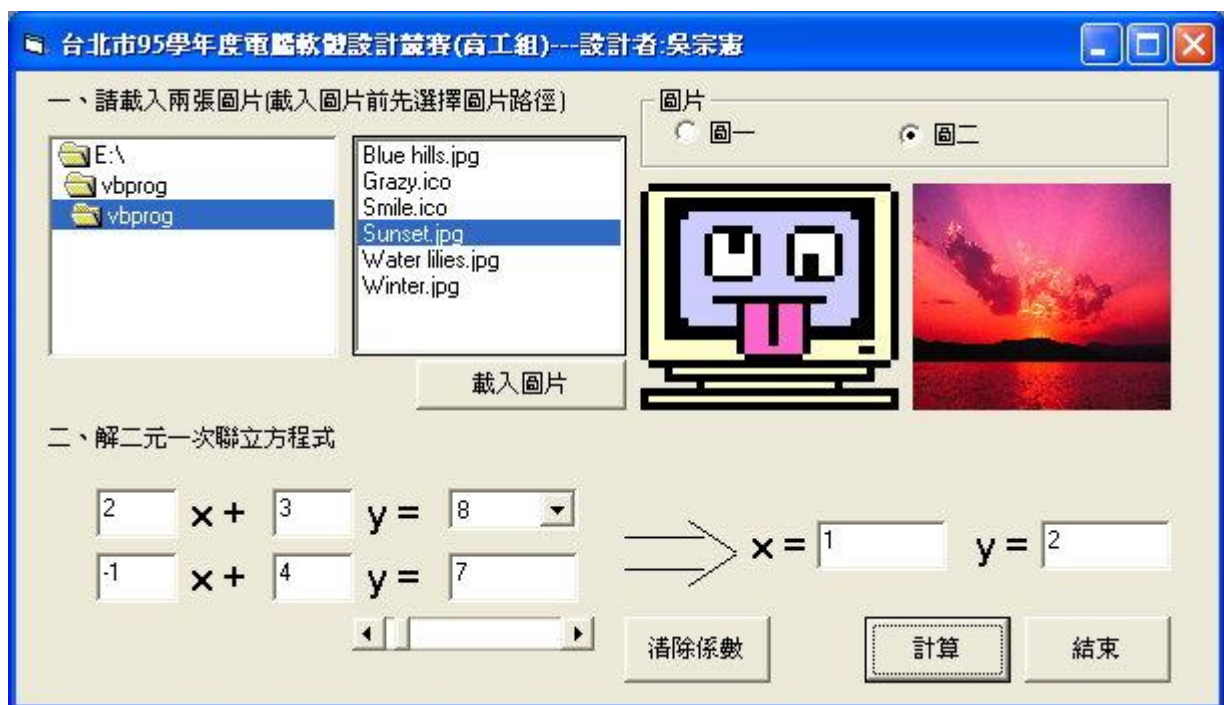 台北市95學年度電腦軟體設計競賽(高工組)---設計者:吳宗憲
一、請載入兩張圖片(載入圖片前先選擇圖片路徑)
圖片
圖一 圖二
E:\
vbprog
vbprog
Blue hills.jpg
Grazy.ico
Smile.ico
Sunset.jpg
Water lilies.jpg
Winter.jpg
載入圖片
二、解二元一次聯立方程式
2 x + 3 y = 8
-1 x + 4 y = 7
x = 1 y = 2
清除係數 計算 結束